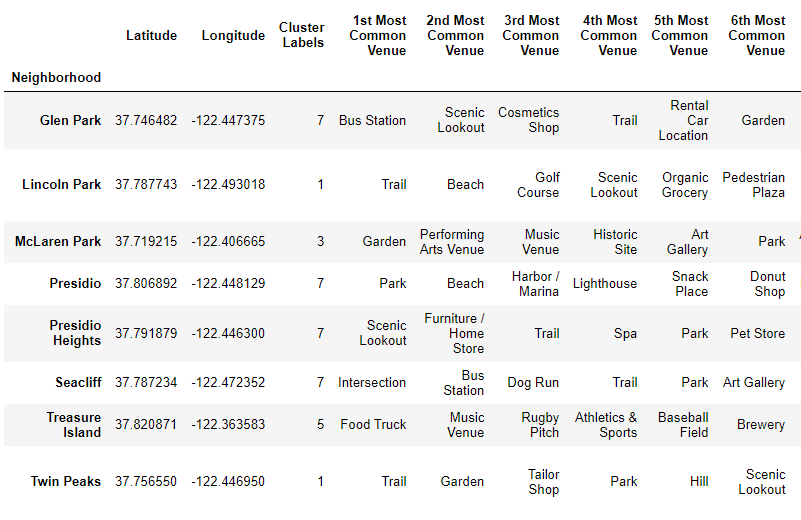 Latitude Longitude Cluster Labels 1st Most Common Venue 2nd Most Common Venue 3rd Most Common Venue 4th Most Common Venue 5th Most Common Venue 6th Most Common Venue
Neighborhood
Glen Park 37.746482 -122.447375 7 Bus Station Scenic Lookout Cosmetics Shop Trail Rental Car Location Garden
Lincoln Park 37.787743 -122.493018 1 Trail Beach Golf Course Scenic Lookout Organic Grocery Pedestrian Plaza
McLaren Park 37.719215 -122.406665 3 Garden Performing Arts Venue Music Venue Historic Site Art Gallery Park
Presidio 37.806892 -122.448129 7 Park Beach Harbor / Marina Lighthouse Snack Place Donut Shop
Presidio Heights 37.791879 -122.446300 7 Scenic Lookout Furniture / Home Store Trail Spa Park Pet Store
Seacliff 37.787234 -122.472352 7 Intersection Bus Station Dog Run Trail Park Art Gallery
Treasure Island 37.820871 -122.363583 5 Food Truck Music Venue Rugby Pitch Athletics & Sports Baseball Field Brewery
Twin Peaks 37.756550 -122.446950 1 Trail Garden Tailor Shop Park Hill Scenic Lookout